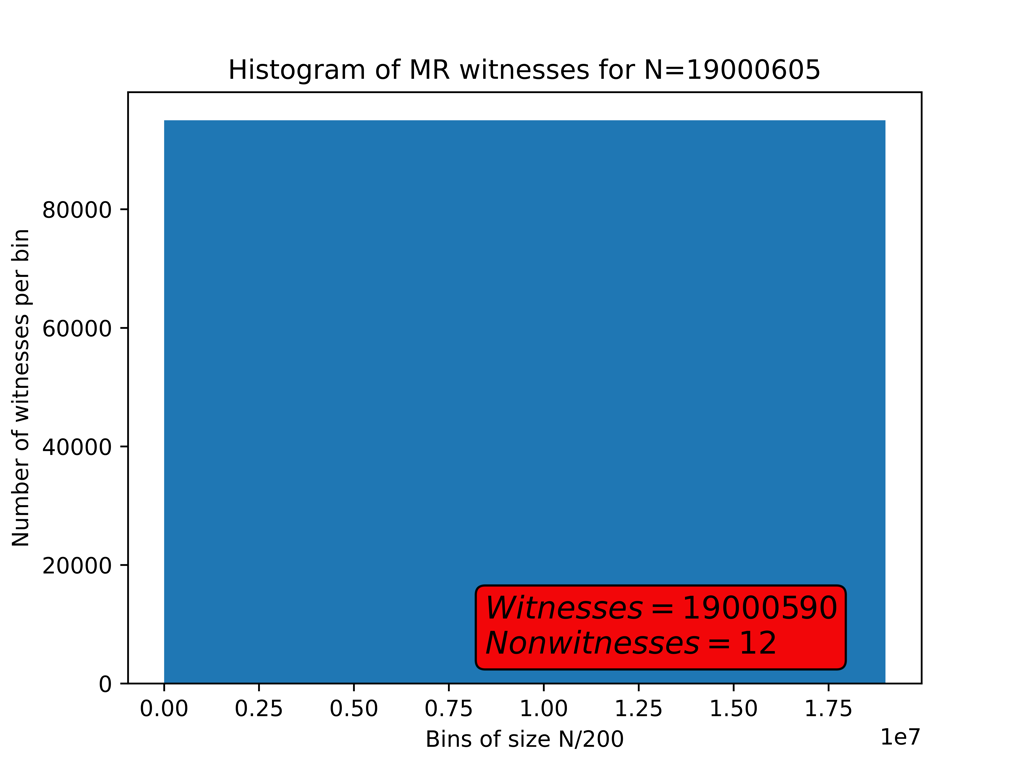 Histogram of MR witnesses for N=19000605
Number of witnesses per bin
80000
60000
40000
20000
0
Witnesses = 19000590
Nonwitnesses = 12
0.00 0.25 0.50 0.75 1.00 1.25 1.50 1.75
Bins of size N/200
1e7